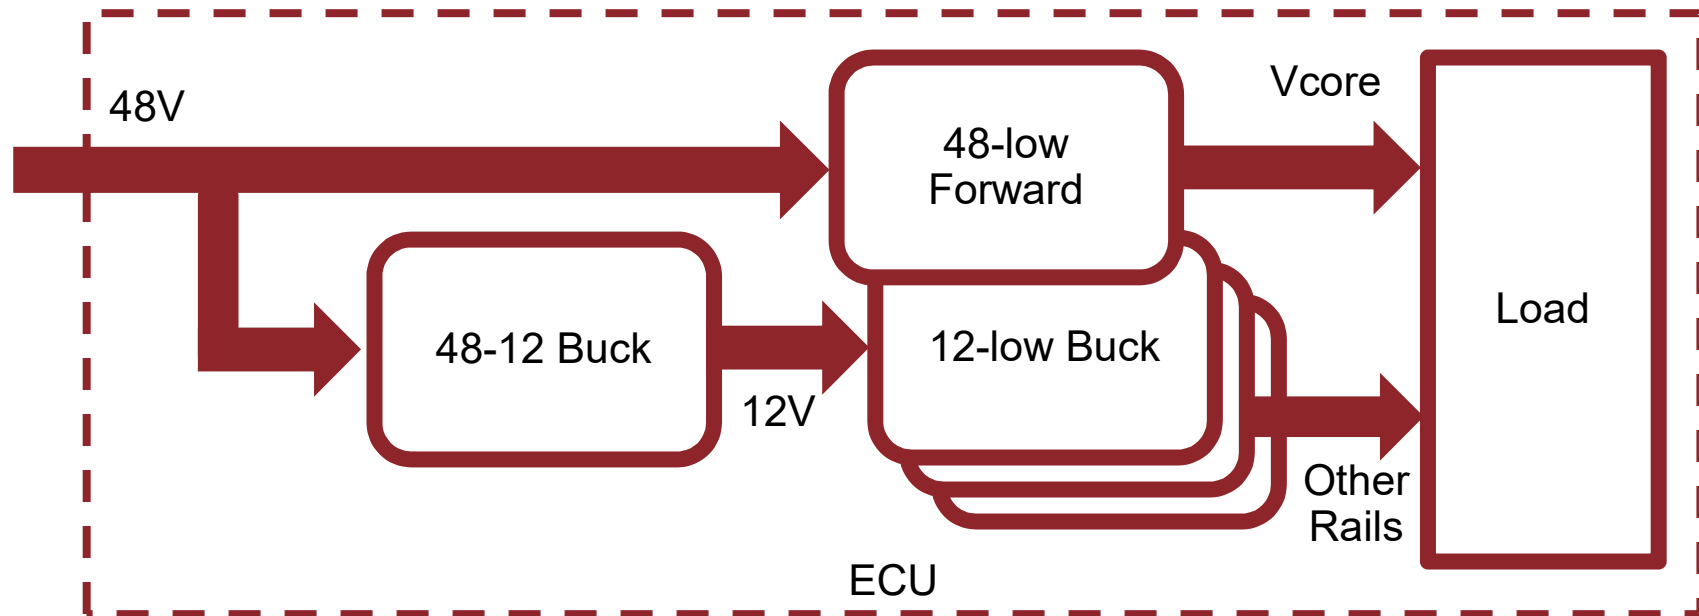 48V
48-low
Forward
Vcore
48-12 Buck
12V
12-low Buck
Load
Other
Rails
ECU